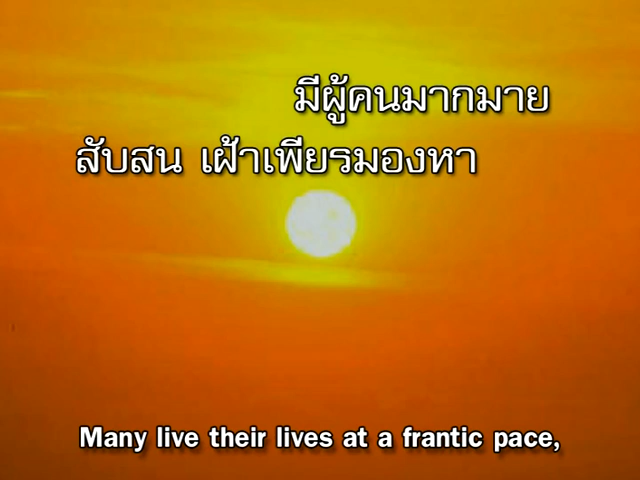 มีผู้คนมากมาย
สับสน เฝ้าเพียรมองหา
Many live their lives at a frantic pace,